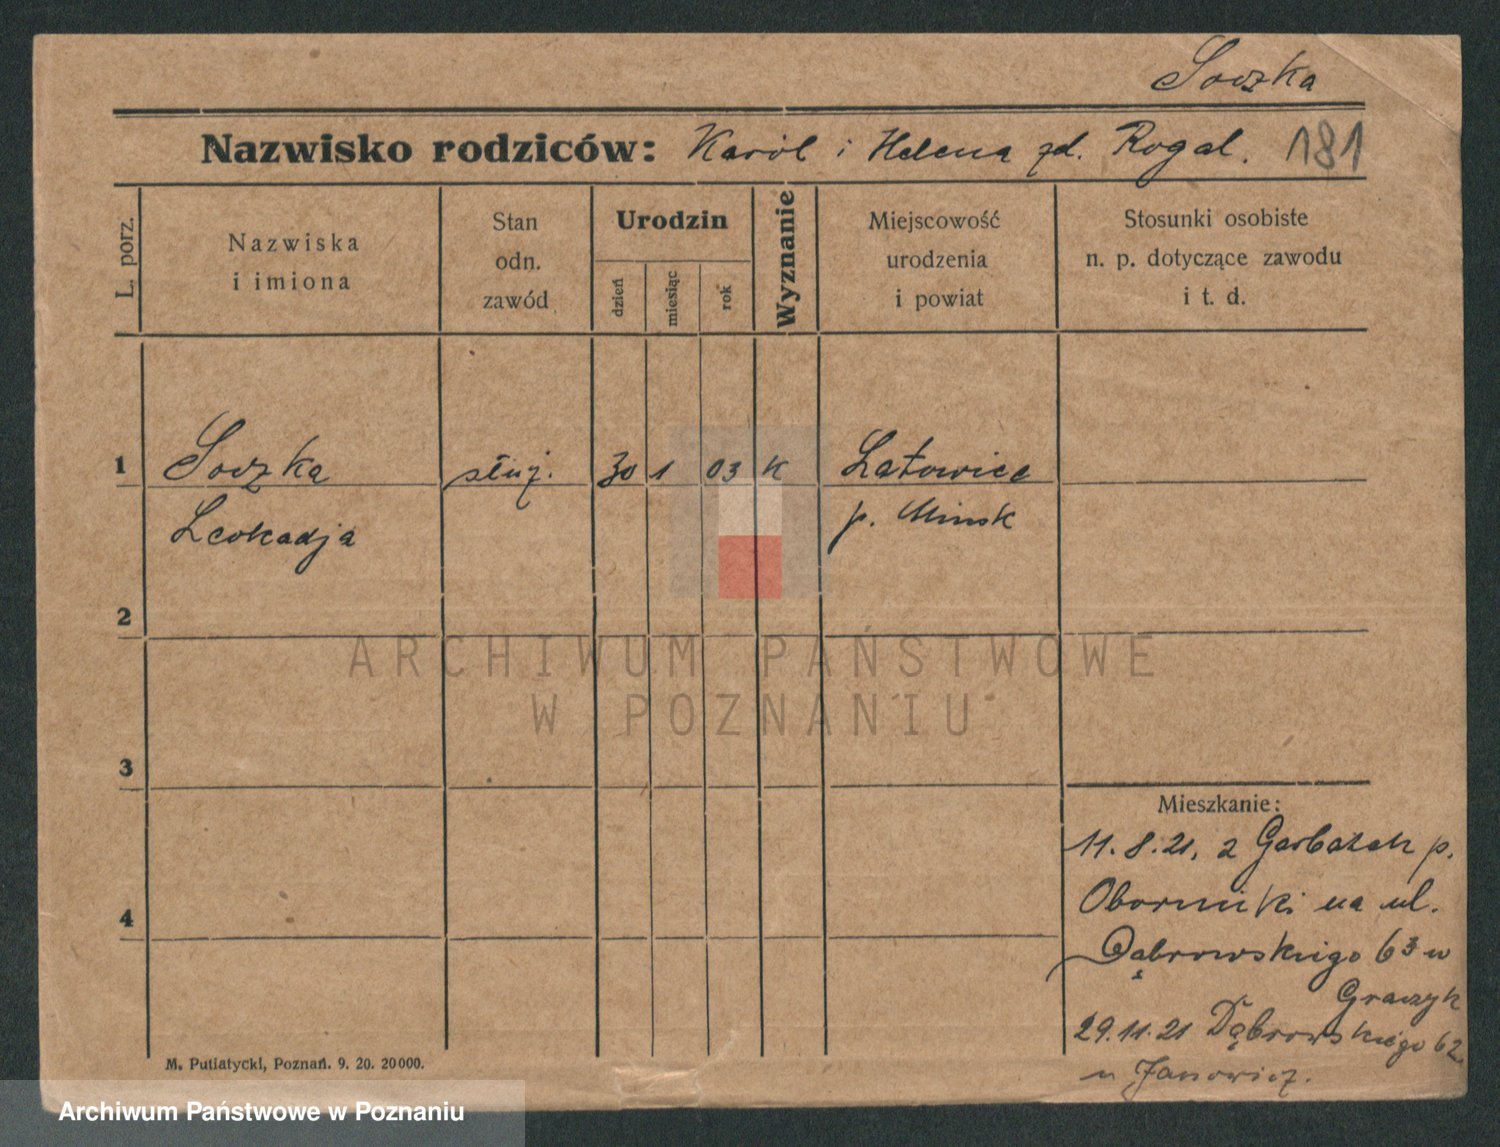 Soczka
Nazwisko rodziców: Karól i Helena zd. Rogal. 181
L. porz.
Nazwiska
i imiona
Stan
odn.
zawód
Urodzin
dzień
miesiąc
rok
Wyznanie
Miejscowość
urodzenia
i powiat
Stosunki osobiste
n. p. dotyczące zawodu
i t. d.
1 Soczka służ. 30 1 03 k Latowice
Leokadja p. Minsk
2
ARCHIWUM PAŃSTWOWE
W POZNANIU
3
Mieszkanie:
11.8.21, z Garbatek p.
4 Oborniki na ul.
Dąbrowskiego 63 u
Graczyk
29.11.21 Dąbrowskiego 62
u Janowicz.
M. Putiatycki, Poznań. 9. 20. 20000.
Archiwum Państwowe w Poznaniu